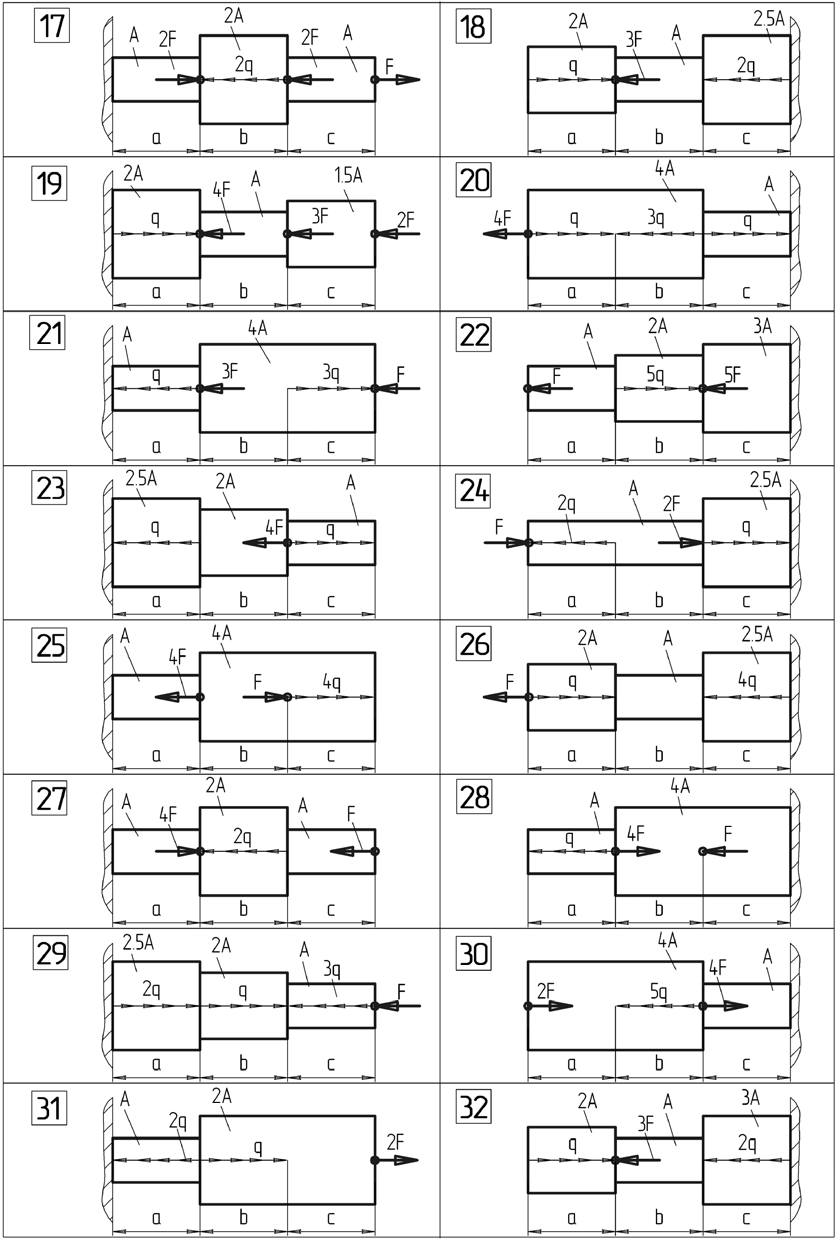 17 A 2F 2A 2q 2F A F
a b c
18 2A q 3F A 2.5A 2q
a b c
19 2A q 4F A 3F 1.5A 2F
a b c
20 4F q 4A 3q q A
a b c
21 A q 3F 4A 3q F
a b c
22 F A 2A 5q 5F 3A
a b c
23 2.5A q 2A 4F q A
a b c
24 F 2q A 2F 2.5A q
a b c
25 A 4F 4A F 4q
a b c
26 F 2A q A 2.5A 4q
a b c
27 A 4F 2A 2q A F
a b c
28 q A 4F 4A F
a b c
29 2.5A 2q 2A q A 3q F
a b c
30 2F 4A 5q 4F A
a b c
31 A 2q 2A q 2F
a b c
32 2A q 3F A 3A 2q
a b c